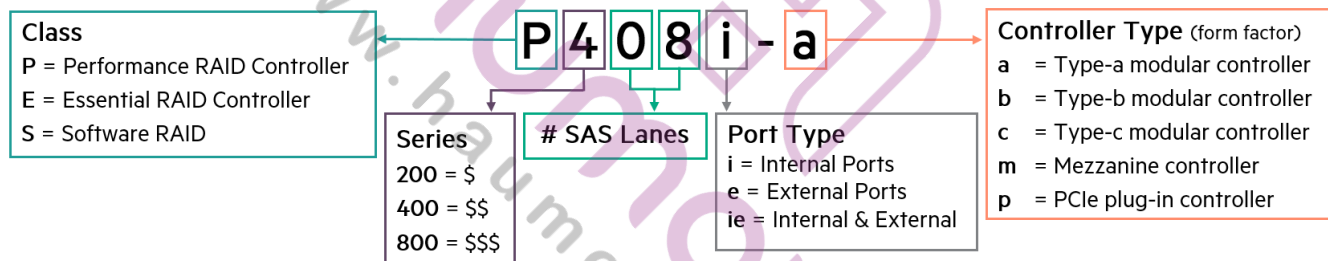 P408i-a
Class
P = Performance RAID Controller
E = Essential RAID Controller
S = Software RAID
Series
200 = $
400 = $$
800 = $$$
# SAS Lanes
Port Type
i = Internal Ports
e = External Ports
ie = Internal & External
Controller Type (form factor)
a = Type-a modular controller
b = Type-b modular controller
c = Type-c modular controller
m = Mezzanine controller
p = PCIe plug-in controller